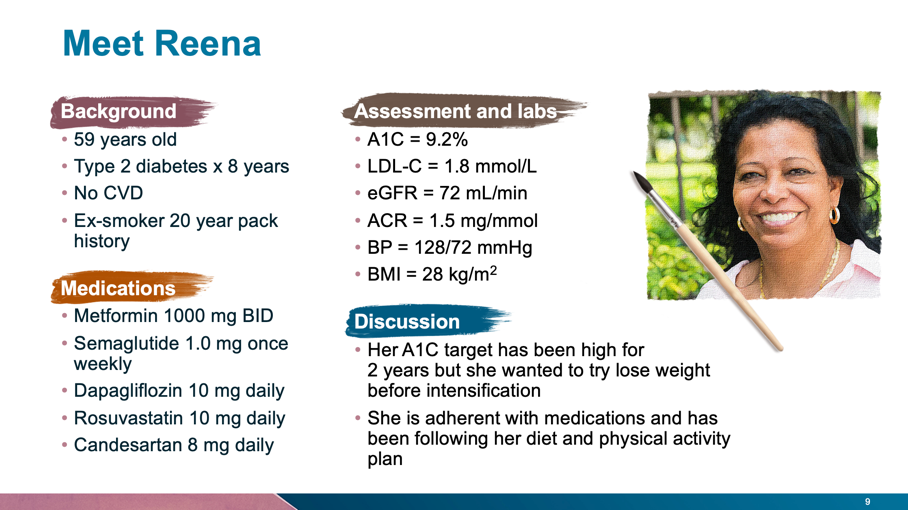 Meet Reena
Background
• 59 years old
• Type 2 diabetes x 8 years
• No CVD
• Ex-smoker 20 year pack
history
Medications
• Metformin 1000 mg BID
• Semaglutide 1.0 mg once
weekly
• Dapagliflozin 10 mg daily
• Rosuvastatin 10 mg daily
• Candesartan 8 mg daily
Assessment and labs
• A1C = 9.2%
• LDL-C = 1.8 mmol/L
• eGFR = 72 mL/min
• ACR = 1.5 mg/mmol
• BP = 128/72 mmHg
• BMI = 28 kg/m²
Discussion
• Her A1C target has been high for
2 years but she wanted to try lose weight
before intensification
• She is adherent with medications and has
been following her diet and physical activity
plan
9